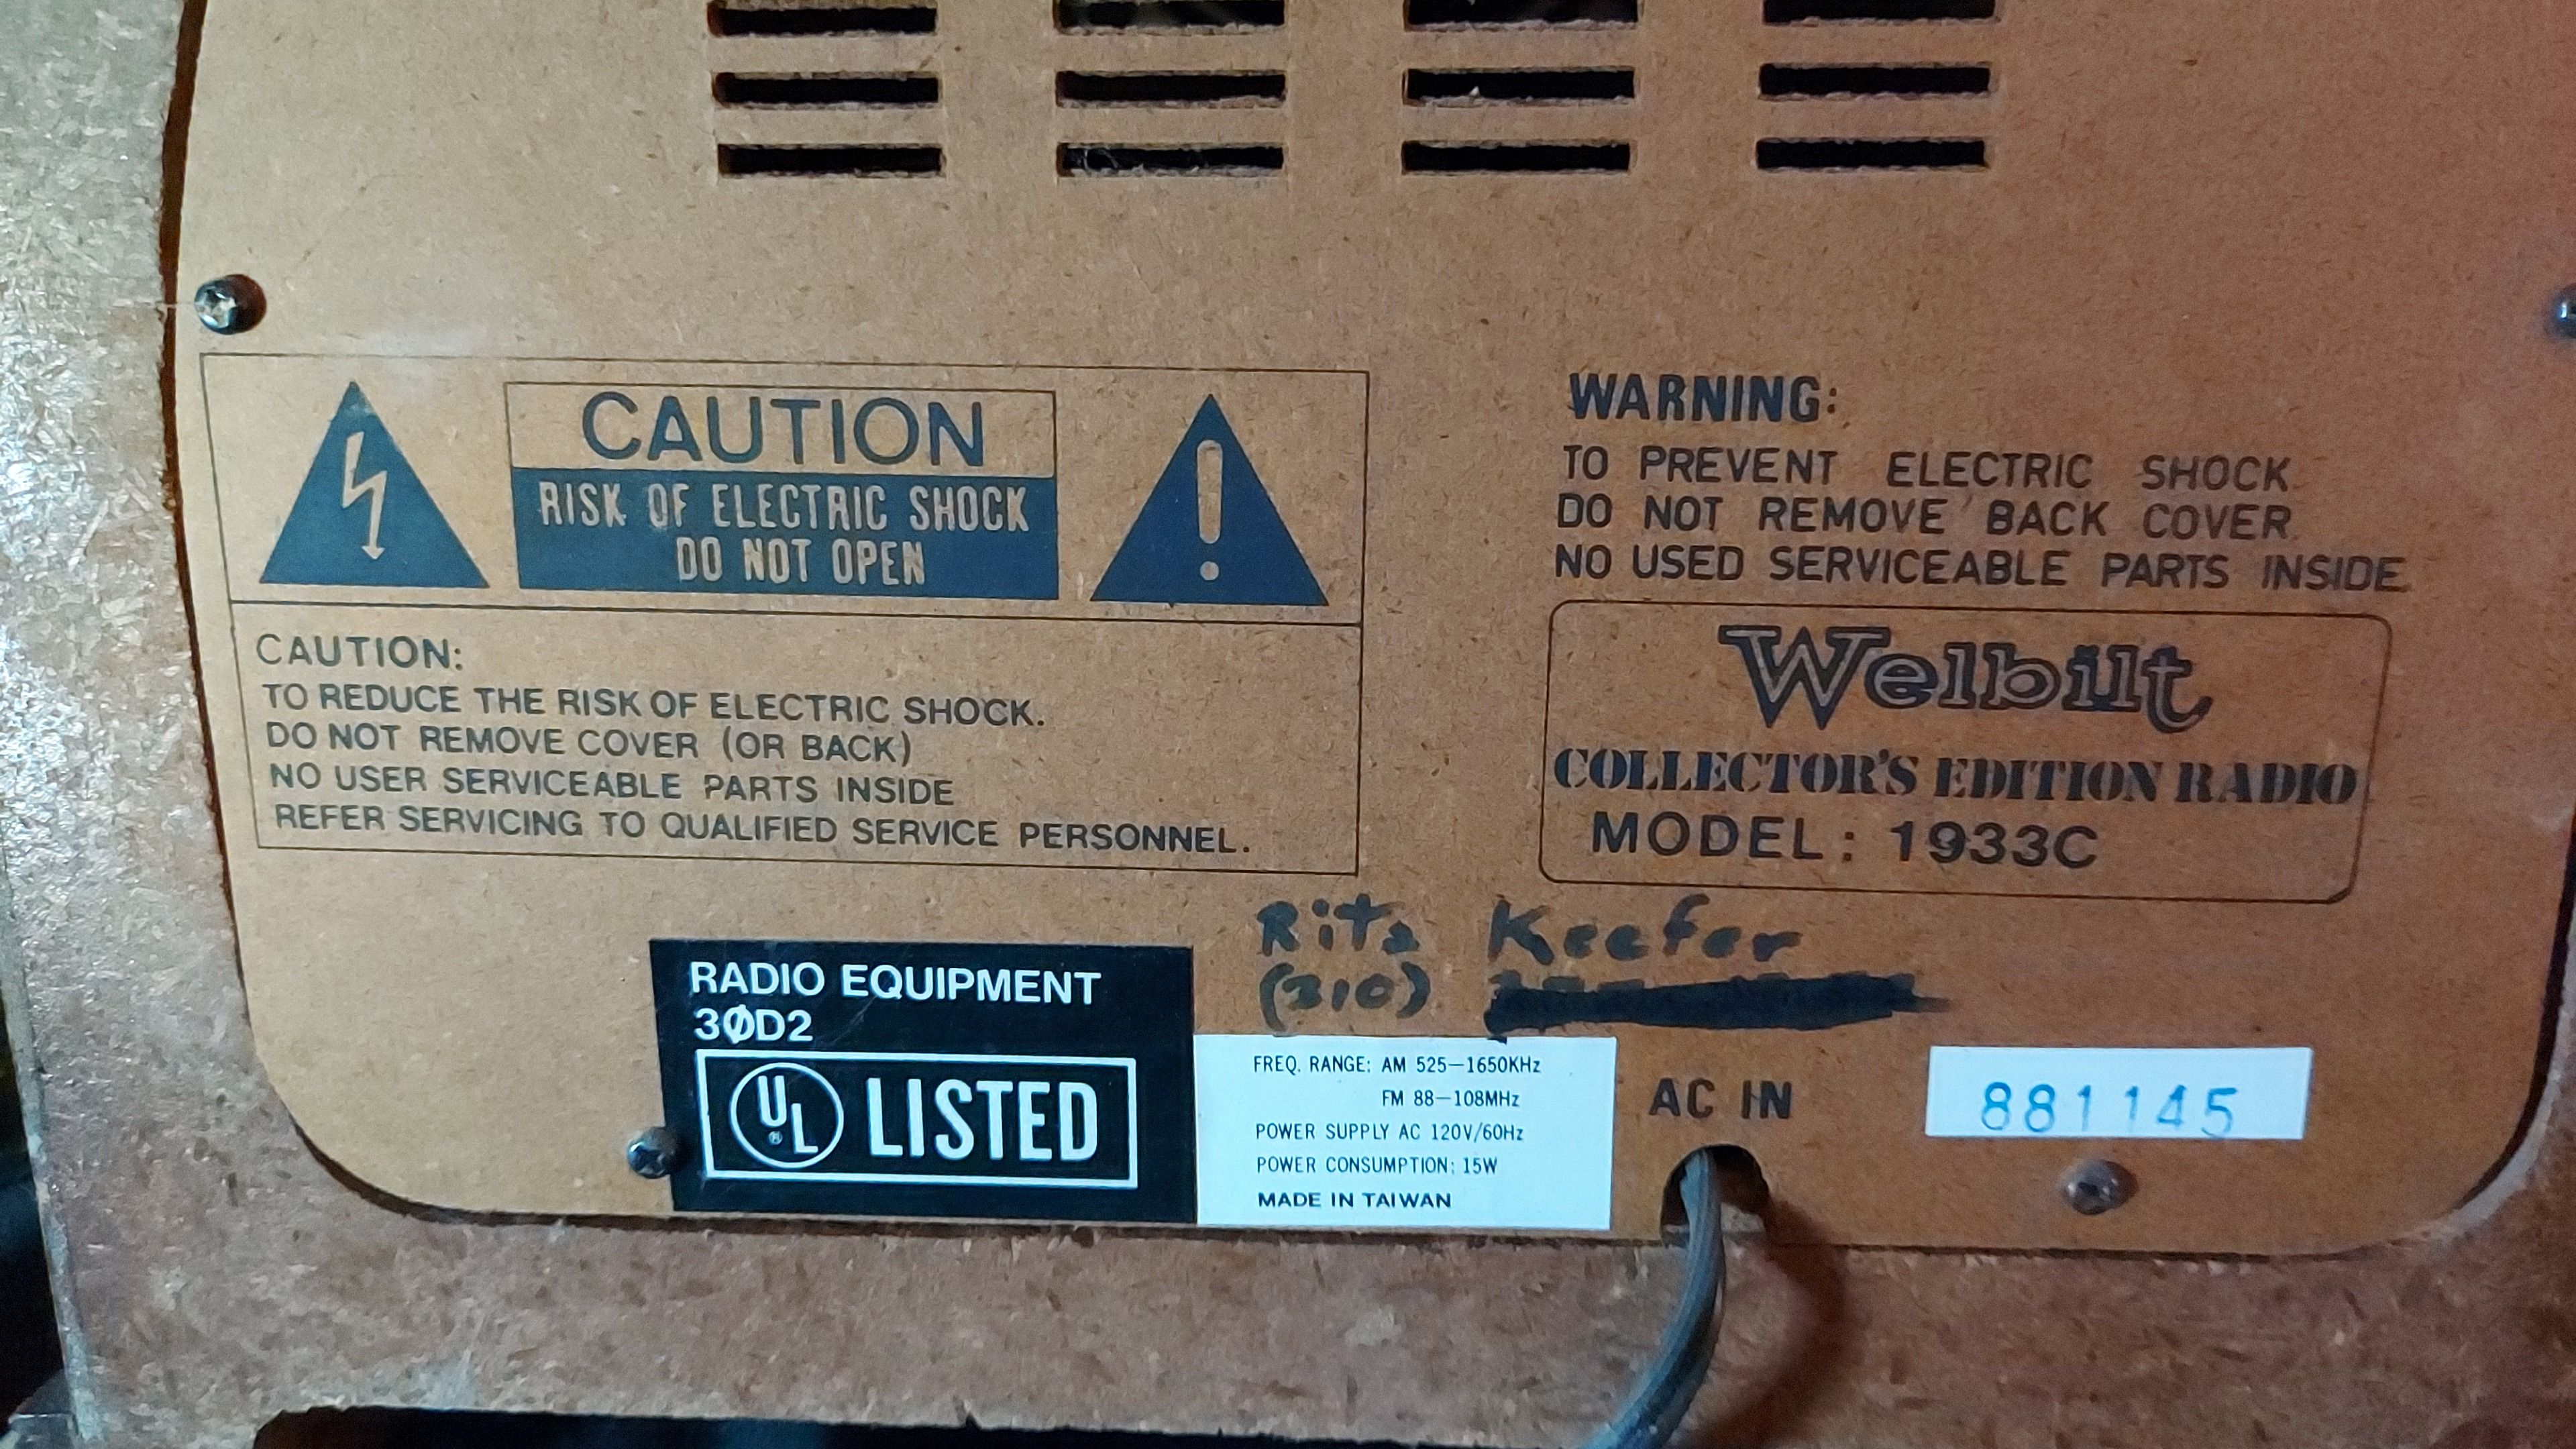 CAUTION
RISK OF ELECTRIC SHOCK
DO NOT OPEN
CAUTION:
TO REDUCE THE RISK OF ELECTRIC SHOCK.
DO NOT REMOVE COVER (OR BACK)
NO USER SERVICEABLE PARTS INSIDE
REFER SERVICING TO QUALIFIED SERVICE PERSONNEL.
WARNING:
TO PREVENT ELECTRIC SHOCK
DO NOT REMOVE BACK COVER
NO USED SERVICEABLE PARTS INSIDE
Welbilt
COLLECTOR'S EDITION RADIO
MODEL: 1933C
Rita Keefer
(310)
RADIO EQUIPMENT
3ØD2
UL® LISTED
FREQ. RANGE: AM 525-1650KHz
FM 88-108MHz
POWER SUPPLY AC 120V/60Hz
POWER CONSUMPTION: 15W
MADE IN TAIWAN
AC IN
881145